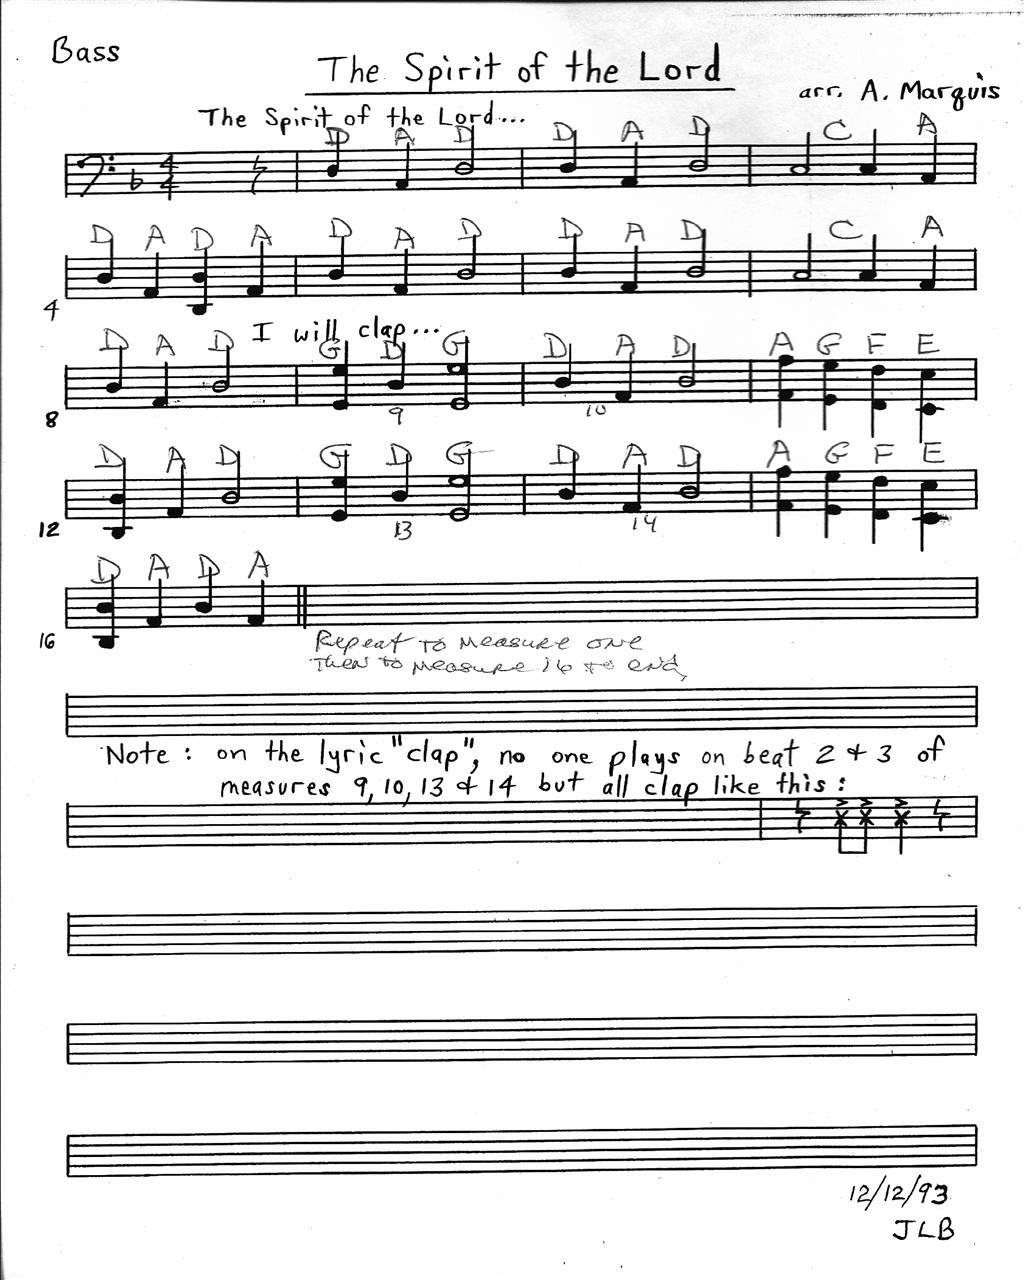 Bass
The Spirit of the Lord
arr. A. Marquis
The Spirit of the Lord...
D A D D A D C A
4
4
D A D A D A D D A D C A
4
I will clap...
D A D G D G D A D A G F E
8 9 10
D A D G D G D A D A G F E
12 13 14
D A D A
16
Repeat to measure one
Then to measure 16 to end,
Note: on the lyric "clap", no one plays on beat 2 & 3 of
measures 9, 10, 13 & 14 but all clap like this:
12/12/93
JLB